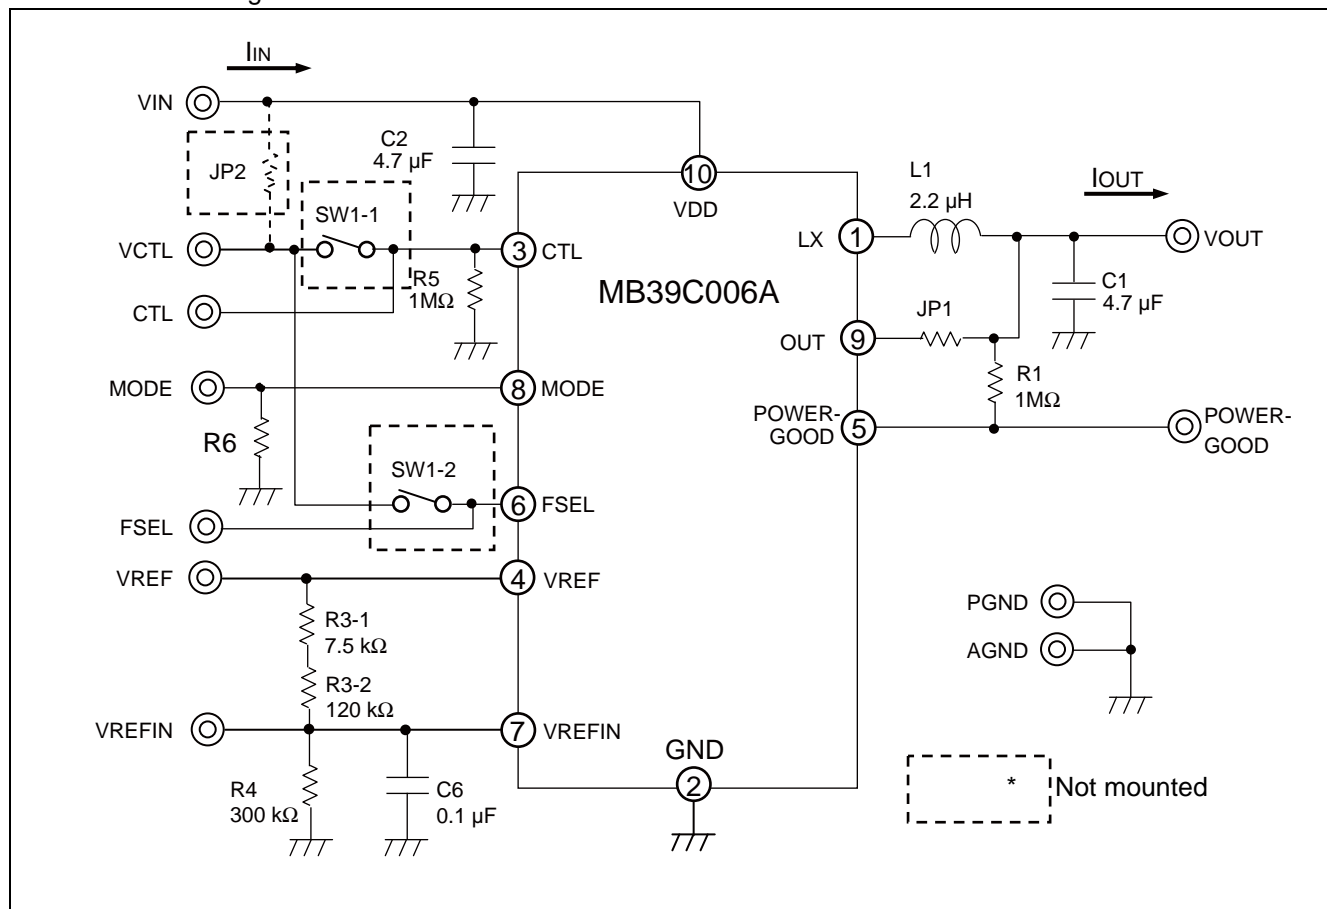 IIN
VIN
JP2
C2
4.7 µF
10
VDD
SW1-1
VCTL
3
CTL
R5
1MΩ
CTL
MB39C006A
L1
2.2 µH
IOUT
LX
1
VOUT
C1
4.7 µF
JP1
OUT
9
R1
1MΩ
MODE
8
MODE
R6
POWER-
GOOD
5
POWER-
GOOD
SW1-2
6
FSEL
FSEL
VREF
4
VREF
R3-1
7.5 kΩ
R3-2
120 kΩ
PGND
AGND
VREFIN
7
VREFIN
R4
300 kΩ
C6
0.1 µF
GND
2
*
Not mounted